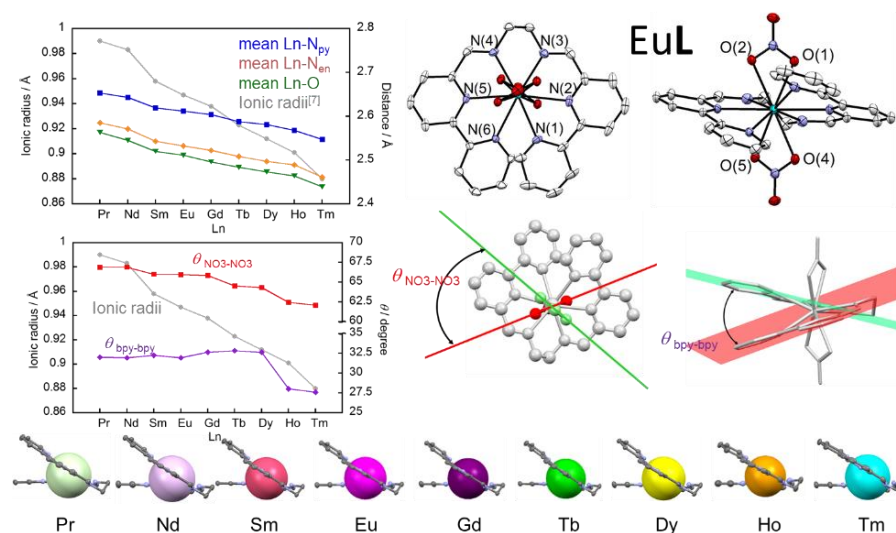 1
0.98
0.96
0.94
0.92
0.9
0.88
0.86
Ionic radius / Å
2.8
2.7
2.6
2.5
2.4
Distance / Å
mean Ln-Npy
mean Ln-Nen
mean Ln-O
Ionic radii[7]
Pr Nd Sm Eu Gd Tb Dy Ho Tm
Ln
N(4) N(3)
N(5) N(2)
N(6) N(1)
EuL
O(2) O(1)
O(5) O(4)
1
0.98
0.96
0.94
0.92
0.9
0.88
0.86
Ionic radius / Å
70
67.5
65
62.5
60
35
32.5
30
27.5
25
θ / degree
θ NO3-NO3
Ionic radii
θ bpy-bpy
Pr Nd Sm Eu Gd Tb Dy Ho Tm
Ln
θ NO3-NO3
θ bpy-bpy
Pr Nd Sm Eu Gd Tb Dy Ho Tm